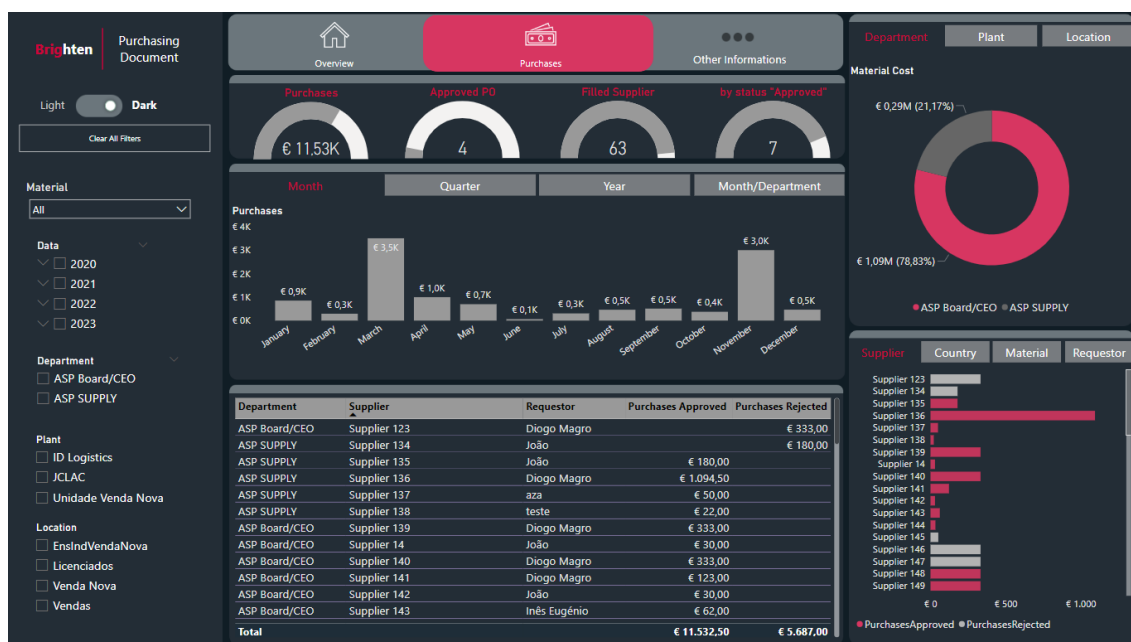 Brighten
Purchasing
Document
Light
Dark
Clear All Filters
Material
All
Data
2020
2021
2022
2023
Department
ASP Board/CEO
ASP SUPPLY
Plant
ID Logistics
JCLAC
Unidade Venda Nova
Location
EnsIndVendaNova
Licenciados
Venda Nova
Vendas
Overview
Purchases
Other Informations
Purchases
€ 11.53K
Approved PD
4
Filled Supplier
63
by status "Approved"
7
Month Quarter Year Month/Department
Purchases
€ 4K
€ 3K
€ 2K
€ 1K
€ 0K
€ 0,9K
€ 0,3K
€ 3,5K
€ 1,0K
€ 0,7K
€ 0,1K
€ 0,3K
€ 0,5K
€ 0,5K
€ 0,4K
€ 3,0K
€ 0,5K
January
February
March
April
May
June
July
August
September
October
November
December
Department Supplier Requestor Purchases Approved Purchases Rejected
ASP Board/CEO Supplier 123 Diogo Magro € 333,00
ASP SUPPLY Supplier 134 João € 180,00
ASP SUPPLY Supplier 135 João € 180,00
ASP SUPPLY Supplier 136 Diogo Magro € 1.094,50
ASP SUPPLY Supplier 137 aza € 50,00
ASP SUPPLY Supplier 138 teste € 22,00
ASP Board/CEO Supplier 139 Diogo Magro € 333,00
ASP Board/CEO Supplier 14 João € 30,00
ASP Board/CEO Supplier 140 Diogo Magro € 333,00
ASP Board/CEO Supplier 141 Diogo Magro € 123,00
ASP Board/CEO Supplier 142 João € 30,00
ASP Board/CEO Supplier 143 Inês Eugénio € 62,00
Total € 11.532,50 € 5.687,00
Department Plant Location
Material Cost
€ 0,29M (21,17%)
€ 1,09M (78,83%)
ASP Board/CEO ASP SUPPLY
Supplier Country Material Requestor
Supplier 123
Supplier 134
Supplier 135
Supplier 136
Supplier 137
Supplier 138
Supplier 139
Supplier 14
Supplier 140
Supplier 141
Supplier 142
Supplier 143
Supplier 144
Supplier 145
Supplier 146
Supplier 147
Supplier 148
Supplier 149
€ 0 € 500 € 1.000
PurchasesApproved PurchasesRejected